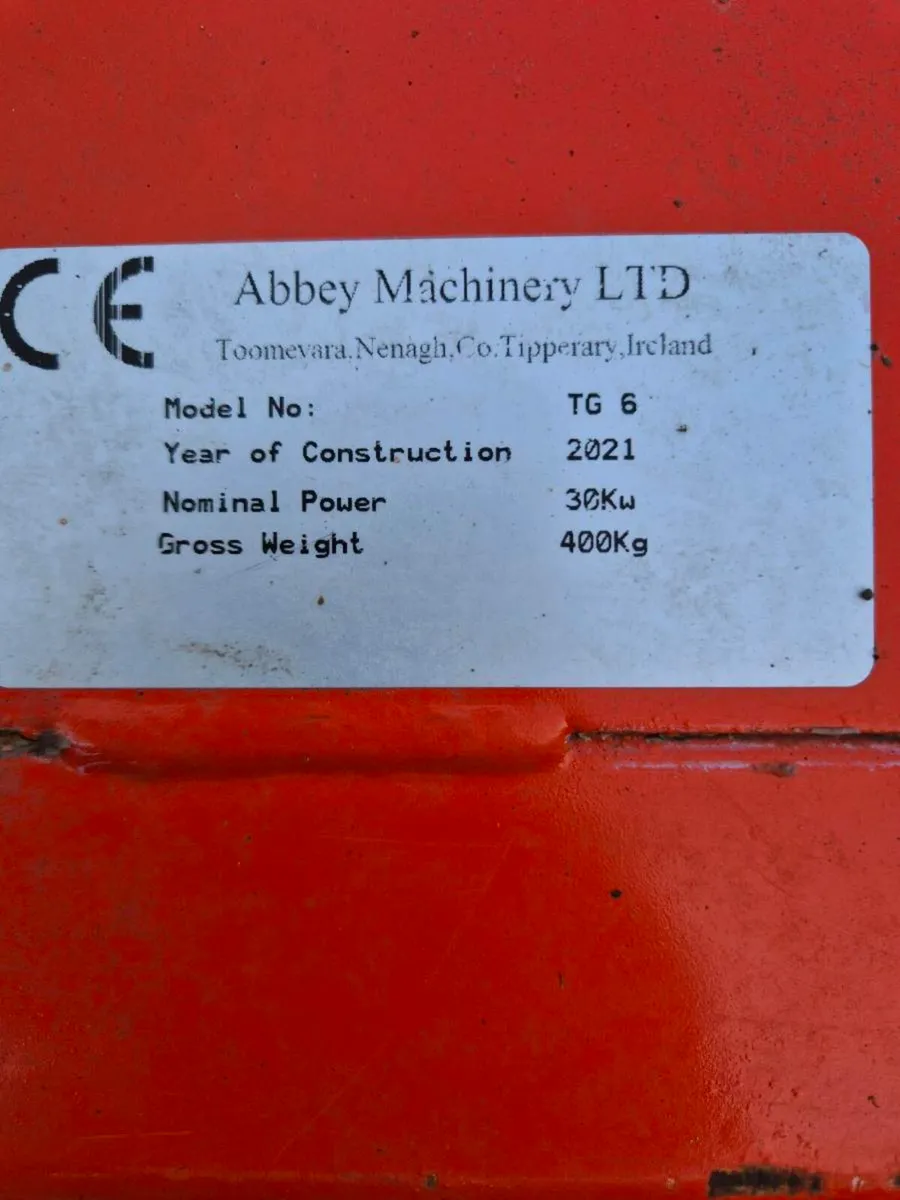 CE
Abbey Machinery LTD
Toomevara,Nenagh,Co.Tipperary,Ireland
Model No: TG 6
Year of Construction 2021
Nominal Power 30Kw
Gross Weight 400Kg